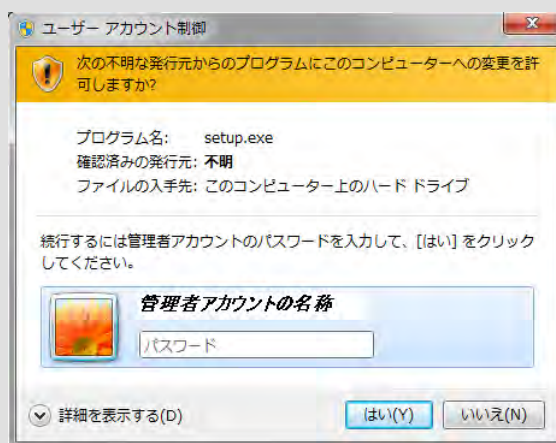 ユーザー アカウント制御
次の不明な発行元からのプログラムにこのコンピューターへの変更を許
可しますか?
プログラム名: setup.exe
確認済みの発行元: 不明
ファイルの入手先: このコンピューター上のハード ドライブ
続行するには管理者アカウントのパスワードを入力して、[はい] をクリック
してください。
管理者アカウントの名称
パスワード
詳細を表示する(D) はい(Y) いいえ(N)